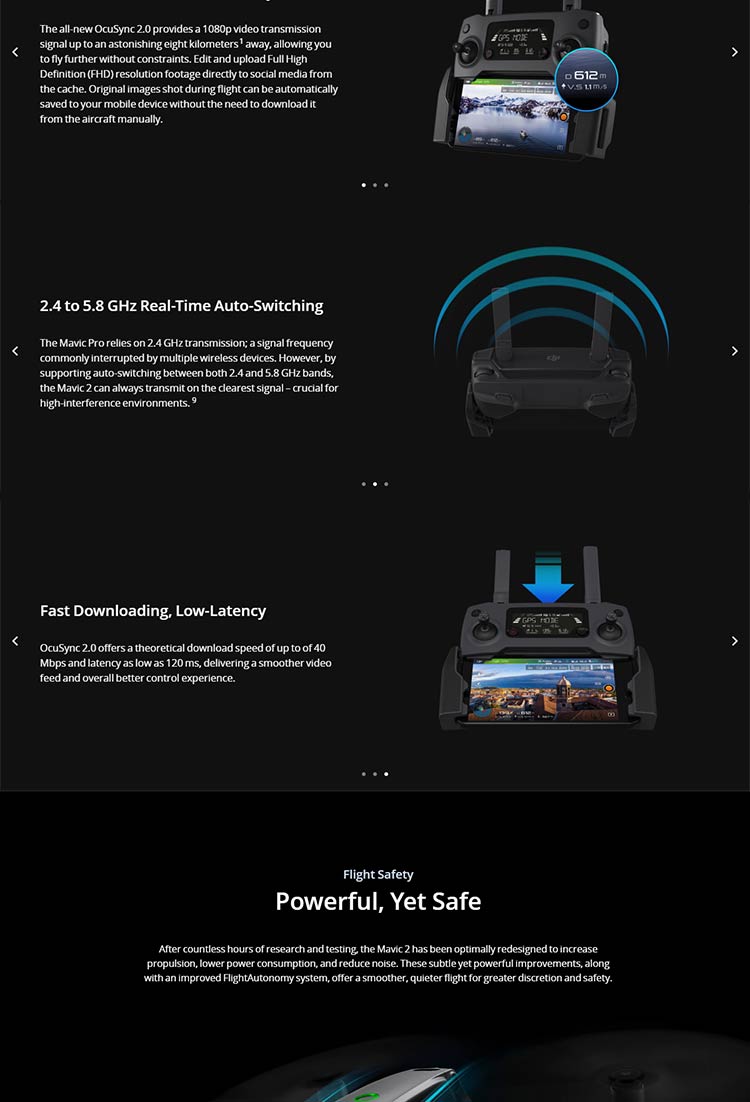 The all-new OcuSync 2.0 provides a 1080p video transmission
signal up to an astonishing eight kilometers1 away, allowing you
to fly further without constraints. Edit and upload Full High
Definition (FHD) resolution footage directly to social media from
the cache. Original images shot during flight can be automatically
saved to your mobile device without the need to download it
from the aircraft manually.
GPS MODE
D 612 m
V.S 1.1 m/s
2.4 to 5.8 GHz Real-Time Auto-Switching
The Mavic Pro relies on 2.4 GHz transmission; a signal frequency
commonly interrupted by multiple wireless devices. However, by
supporting auto-switching between both 2.4 and 5.8 GHz bands,
the Mavic 2 can always transmit on the clearest signal – crucial for
high-interference environments. 9
dji
Fast Downloading, Low-Latency
OcuSync 2.0 offers a theoretical download speed of up to of 40
Mbps and latency as low as 120 ms, delivering a smoother video
feed and overall better control experience.
GPS MODE
Flight Safety
Powerful, Yet Safe
After countless hours of research and testing, the Mavic 2 has been optimally redesigned to increase
propulsion, lower power consumption, and reduce noise. These subtle yet powerful improvements, along
with an improved FlightAutonomy system, offer a smoother, quieter flight for greater discretion and safety.